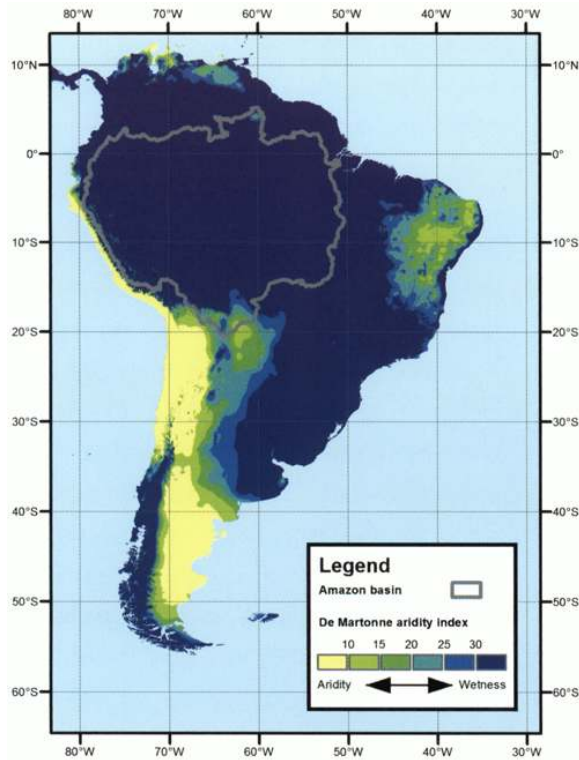 80°W 70°W 60°W 50°W 40°W 30°W
10°N 10°N
0° 0°
10°S 10°S
20°S 20°S
30°S 30°S
40°S 40°S
50°S 50°S
60°S 60°S
Legend
Amazon basin
De Martonne aridity index
10 15 20 25 30
Aridity Wetness
80°W 70°W 60°W 50°W 40°W 30°W